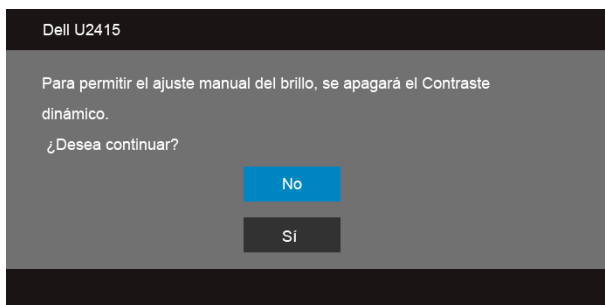 Dell U2415
Para permitir el ajuste manual del brillo, se apagará el Contraste
dinámico.
¿Desea continuar?
No
Sí